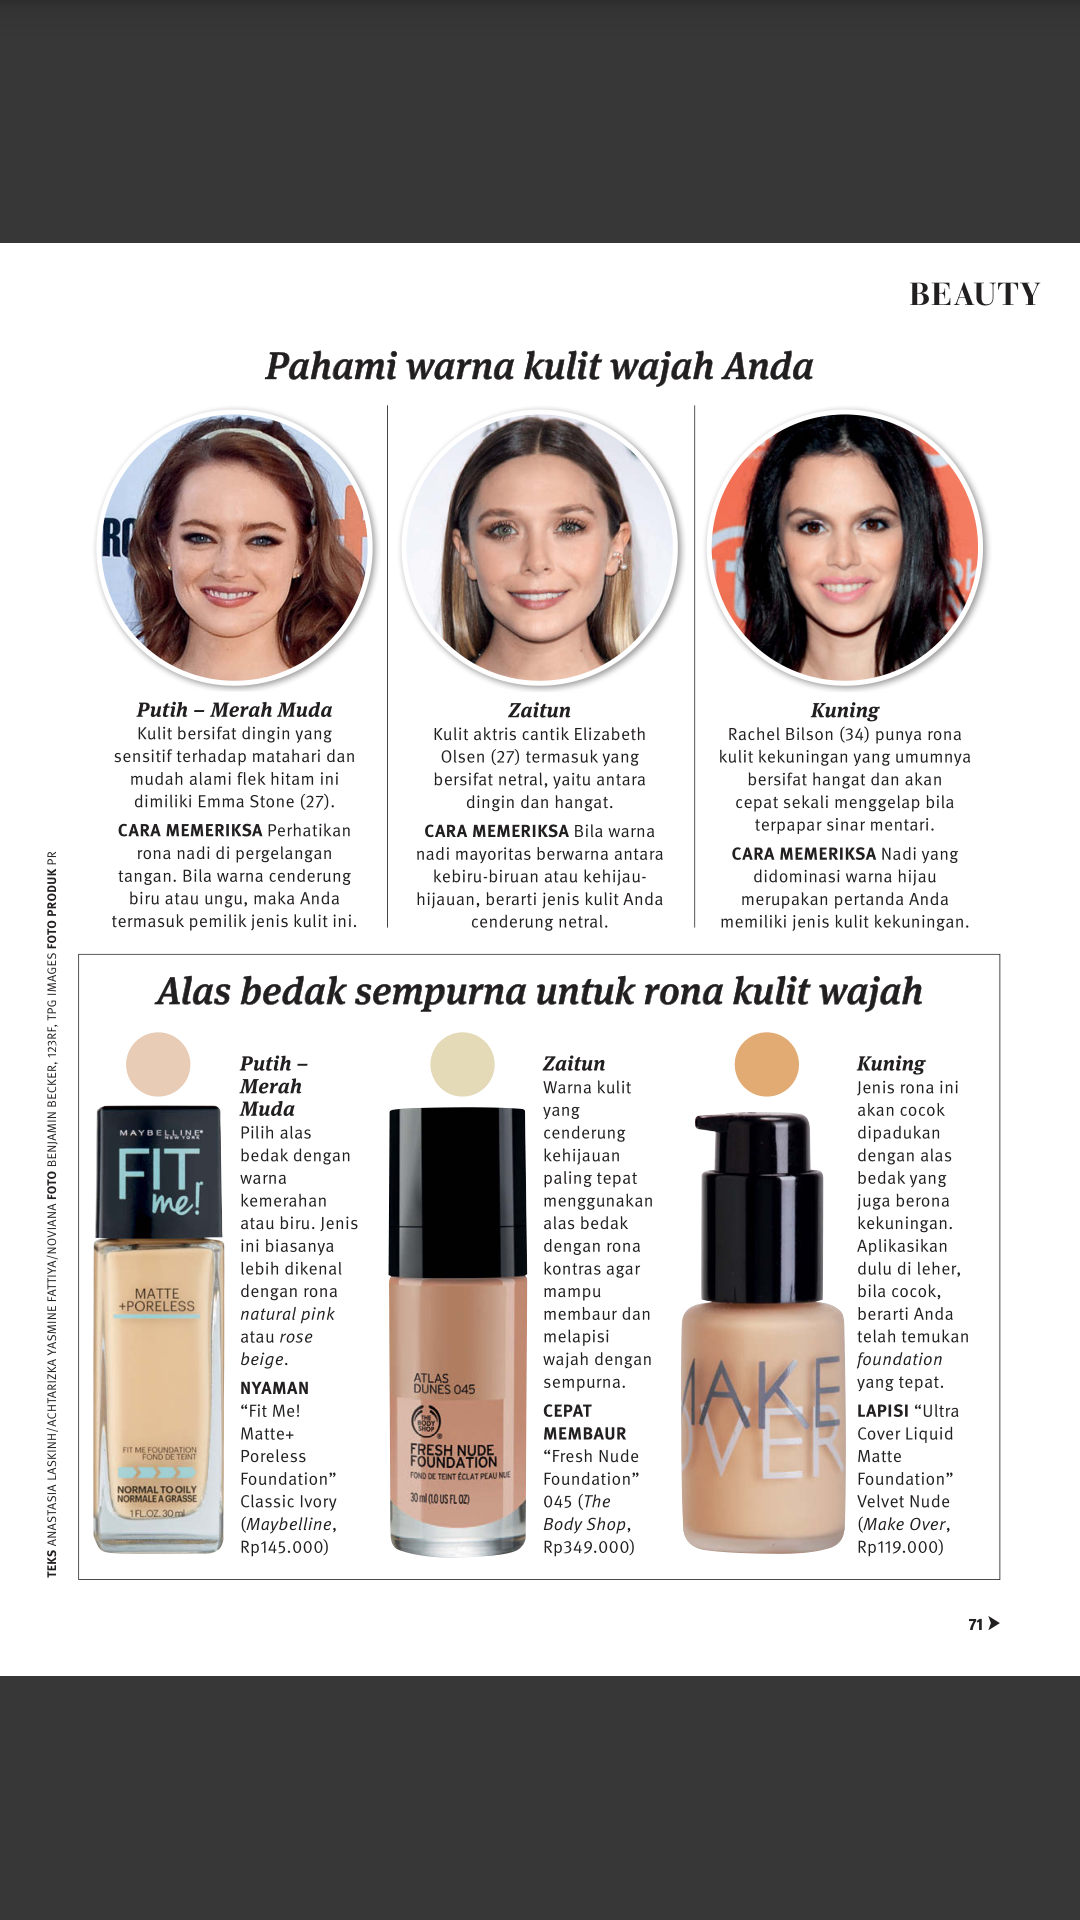 BEAUTY
Pahami warna kulit wajah Anda
RO
Putih – Merah Muda
Kulit bersifat dingin yang
sensitif terhadap matahari dan
mudah alami flek hitam ini
dimiliki Emma Stone (27).
CARA MEMERIKSA Perhatikan
rona nadi di pergelangan
tangan. Bila warna cenderung
biru atau ungu, maka Anda
termasuk pemilik jenis kulit ini.
Zaitun
Kulit aktris cantik Elizabeth
Olsen (27) termasuk yang
bersifat netral, yaitu antara
dingin dan hangat.
CARA MEMERIKSA Bila warna
nadi mayoritas berwarna antara
kebiru-biruan atau kehijau-
hijauan, berarti jenis kulit Anda
cenderung netral.
Kuning
Rachel Bilson (34) punya rona
kulit kekuningan yang umumnya
bersifat hangat dan akan
cepat sekali menggelap bila
terpapar sinar mentari.
CARA MEMERIKSA Nadi yang
didominasi warna hijau
merupakan pertanda Anda
memiliki jenis kulit kekuningan.
TEKS ANASTASIA LASKINH/ACHTARIZKA YASMINE FATTIYA/NOVIANA FOTO BENJAMIN BECKER, 123RF, TPG IMAGES FOTO PRODUK PR
Alas bedak sempurna untuk rona kulit wajah
MAYBELLINE
NEW YORK
FIT
me!
MATTE
+PORELESS
FIT ME FOUNDATION
FOND DE TEINT
NORMAL TO OILY
NORMALE A GRASSE
1 FL.OZ. 30 ml
Putih –
Merah
Muda
Pilih alas
bedak dengan
warna
kemerahan
atau biru. Jenis
ini biasanya
lebih dikenal
dengan rona
natural pink
atau rose
beige.
NYAMAN
“Fit Me!
Matte+
Poreless
Foundation”
Classic Ivory
(Maybelline,
Rp145.000)
ATLAS
DUNES 045
THE
BODY
SHOP
FRESH NUDE
FOUNDATION
FOND DE TEINT ÉCLAT PEAU NUE
30 ml (1.0 US FL OZ)
Zaitun
Warna kulit
yang
cenderung
kehijauan
paling tepat
menggunakan
alas bedak
dengan rona
kontras agar
mampu
membaur dan
melapisi
wajah dengan
sempurna.
CEPAT
MEMBAUR
“Fresh Nude
Foundation”
045 (The
Body Shop,
Rp349.000)
MAKE
OVER
Kuning
Jenis rona ini
akan cocok
dipadukan
dengan alas
bedak yang
juga berona
kekuningan.
Aplikasikan
dulu di leher,
bila cocok,
berarti Anda
telah temukan
foundation
yang tepat.
LAPISI “Ultra
Cover Liquid
Matte
Foundation”
Velvet Nude
(Make Over,
Rp119.000)
71